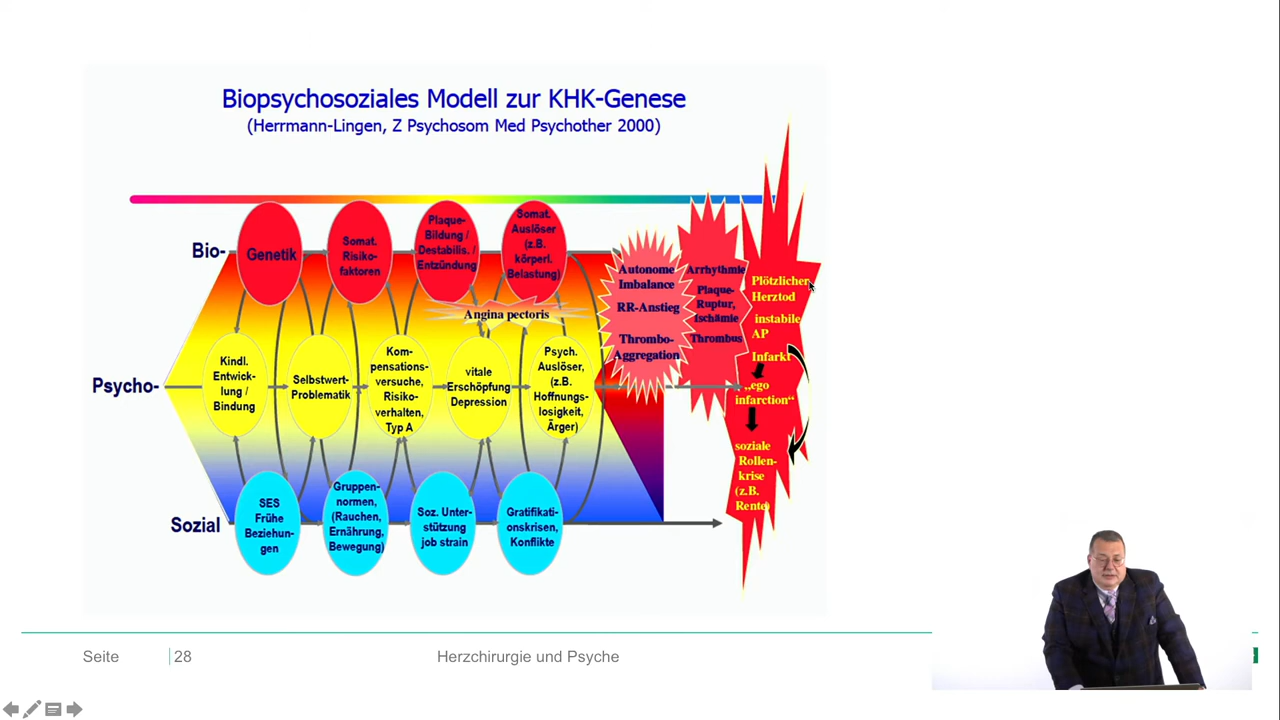 Biopsychosoziales Modell zur KHK-Genese
(Herrmann-Lingen, Z Psychosom Med Psychother 2000)
Bio-
Genetik
Somat.
Risiko-
faktoren
Plaque-
Bildung /
Destabilis. /
Entzündung
Somat.
Auslöser
(z.B.
körperl.
Belastung)
Angina pectoris
Autonome
Imbalance
RR-Anstieg
Thrombo-
Aggregation
Arrhythmie
Plaque-
Ruptur,
Ischämie
Thrombus
Plötzlicher
Herztod
instabile
AP
Infarkt
„ego
infarction“
soziale
Rollen-
krise
(z.B.
Rente)
Psycho-
Kindl.
Entwick-
lung /
Bindung
Selbstwert-
Problematik
Kom-
pensations-
versuche,
Risiko-
verhalten,
Typ A
vitale
Erschöpfung
Depression
Psych.
Auslöser,
(z.B.
Hoffnungs-
losigkeit,
Ärger)
Sozial
SES
Frühe
Beziehun-
gen
Gruppen-
normen,
(Rauchen,
Ernährung,
Bewegung)
Soz. Unter-
stützung
job strain
Gratifikati-
onskrisen,
Konflikte
Seite
28
Herzchirurgie und Psyche